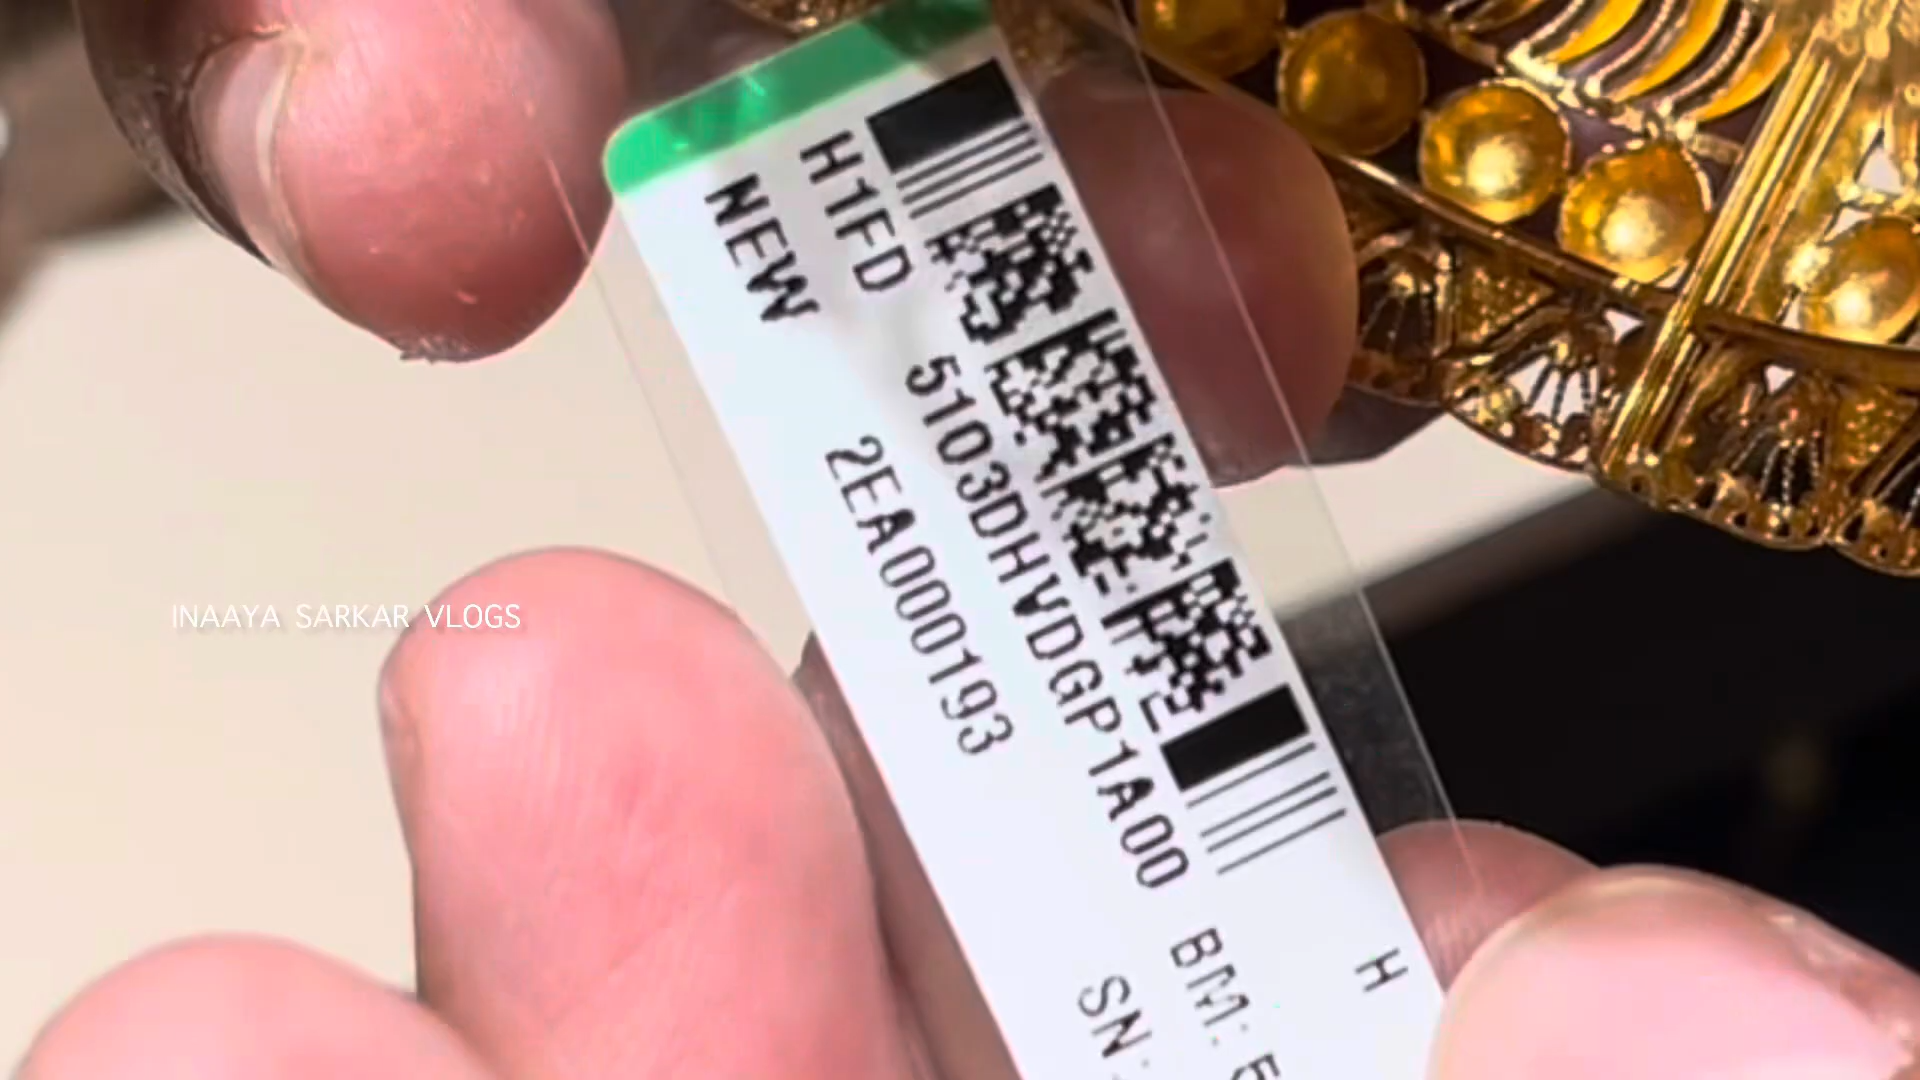 H1FD
NEW
5103DHVDGP1A00
2EA000193
H
BM:
SN:
INAAYA SARKAR VLOGS